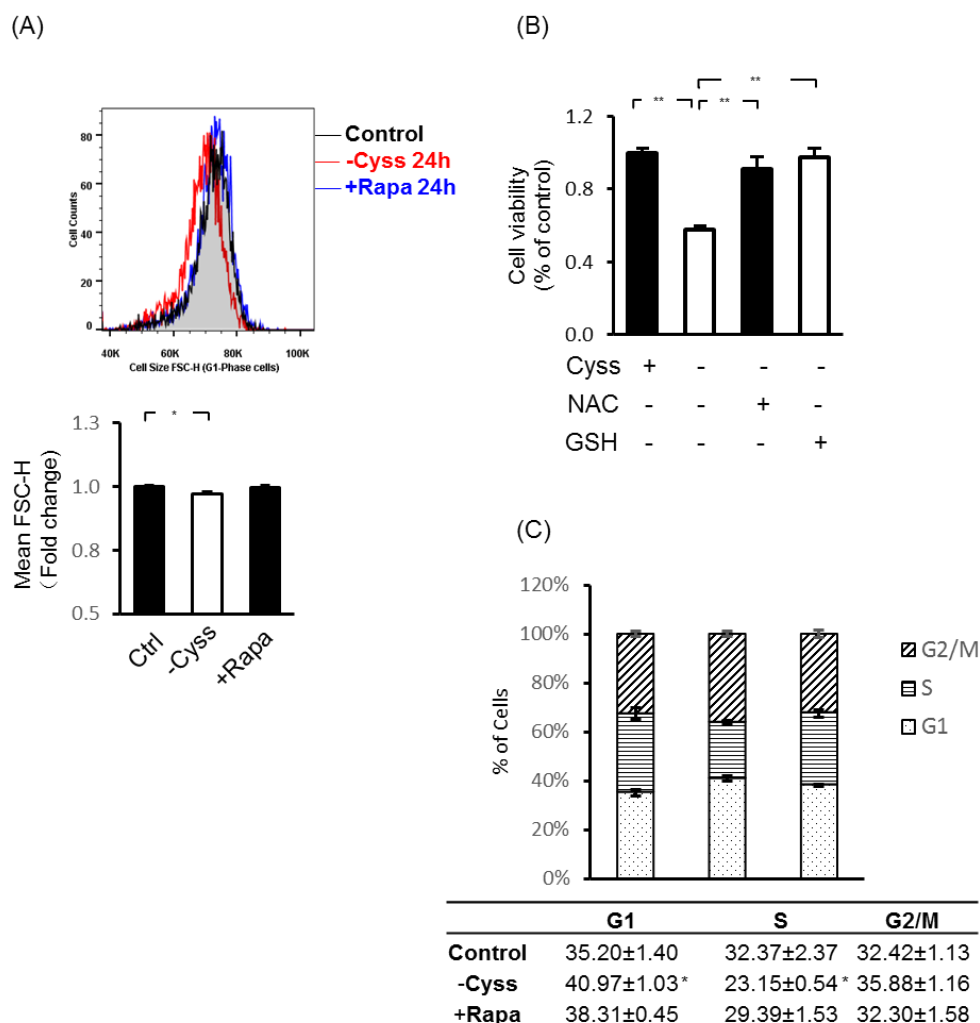 (A)
80
60
40
20
0
Cell Counts
40K 60K 80K 100K
Cell Size FSC-H (G1-Phase cells)
Control
-Cyss 24h
+Rapa 24h
1.3
1.0
0.8
0.5
Mean FSC-H
(Fold change)
*
Ctrl
-Cyss
+Rapa
(B)
**
** **
1.2
0.8
0.4
0.0
Cell viability
(% of control)
Cyss + - - -
NAC - - + -
GSH - - - +
(C)
120%
100%
80%
60%
40%
20%
0%
% of Cells
G2/M
S
G1
G1 S G2/M
Control 35.20±1.40 32.37±2.37 32.42±1.13
-Cyss 40.97±1.03* 23.15±0.54* 35.88±1.16
+Rapa 38.31±0.45 29.39±1.53 32.30±1.58